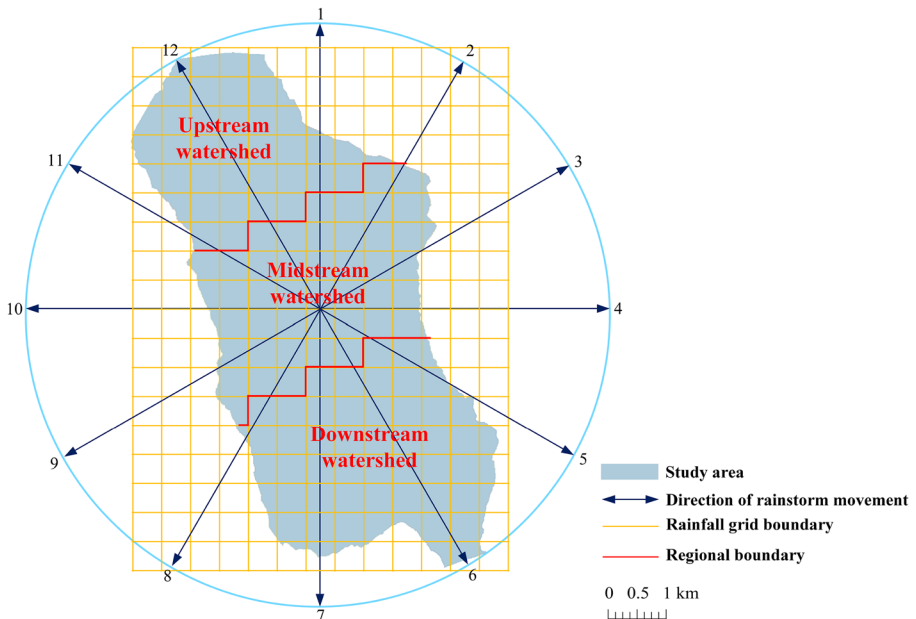 1
12
2
Upstream
watershed
11
3
Midstream
watershed
10
4
Downstream
watershed
9
5
8
6
7
Study area
Direction of rainstorm movement
Rainfall grid boundary
Regional boundary
0 0.5 1 km